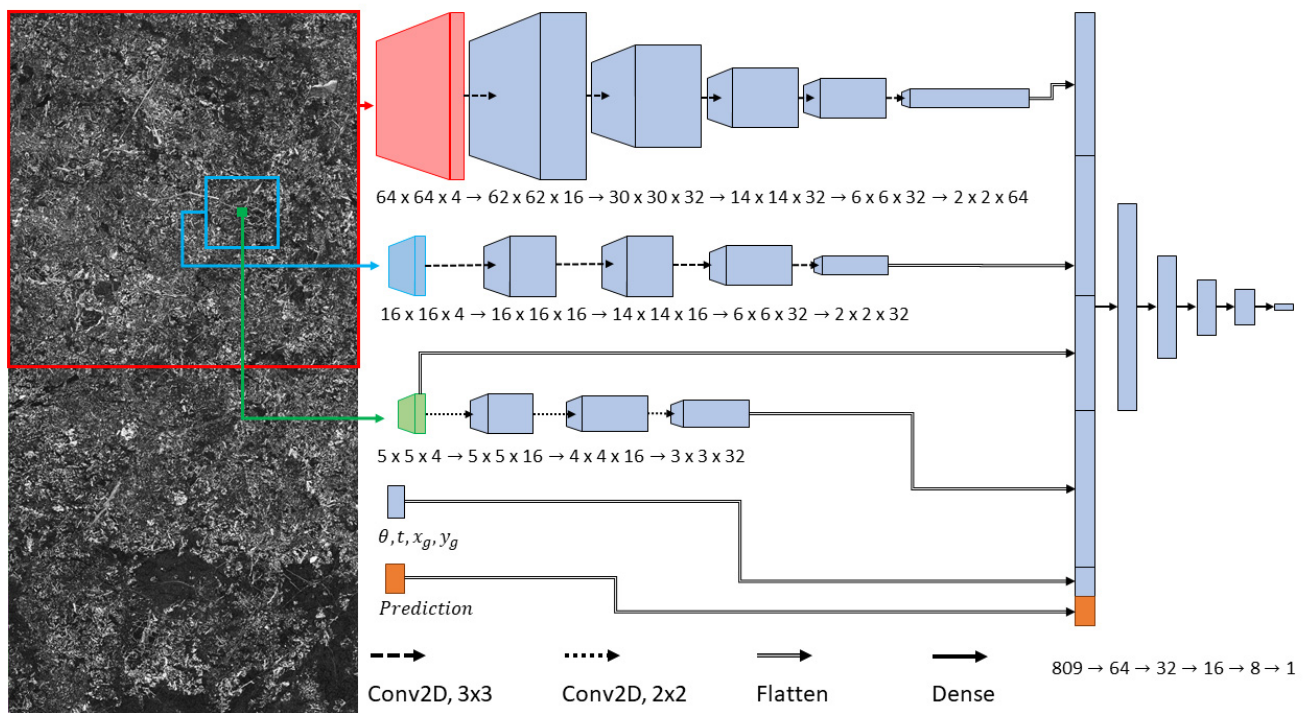 64 x 64 x 4 → 62 x 62 x 16 → 30 x 30 x 32 → 14 x 14 x 32 → 6 x 6 x 32 → 2 x 2 x 64
16 x 16 x 4 → 16 x 16 x 16 → 14 x 14 x 16 → 6 x 6 x 32 → 2 x 2 x 32
5 x 5 x 4 → 5 x 5 x 16 → 4 x 4 x 16 → 3 x 3 x 32
θ, t, x_g, y_g
Prediction
809 → 64 → 32 → 16 → 8 → 1
Conv2D, 3x3 Conv2D, 2x2 Flatten Dense